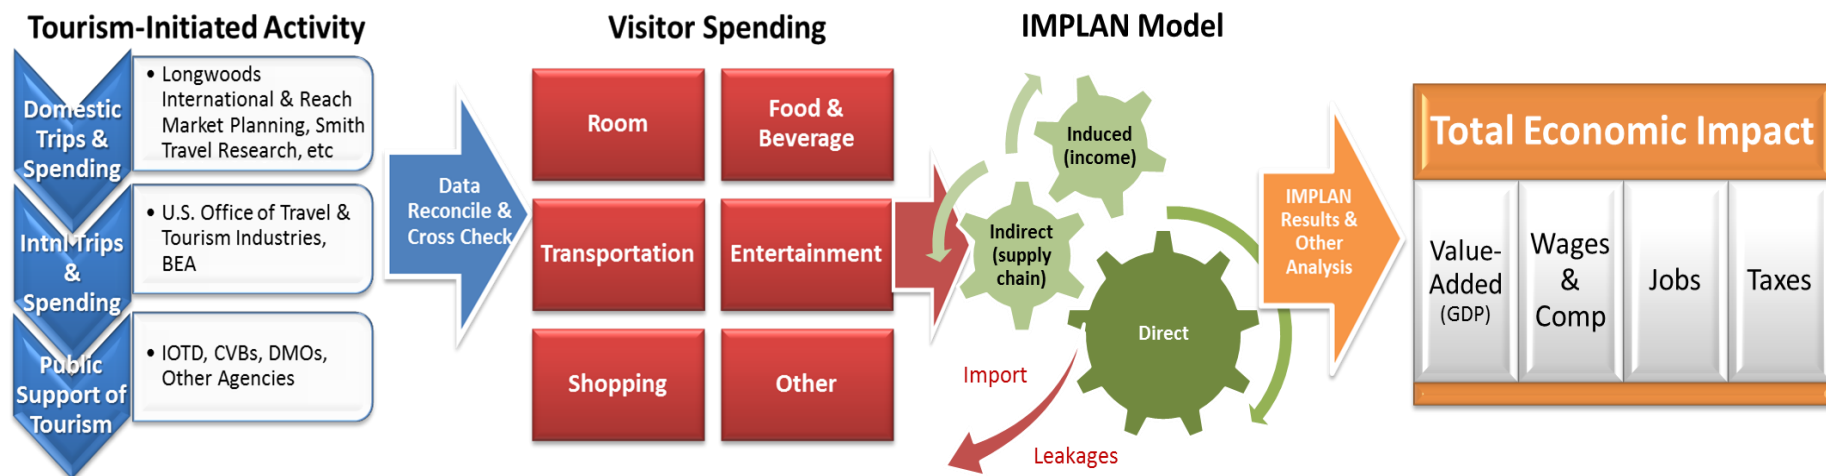 Tourism-Initiated Activity
Domestic
Trips &
Spending
• Longwoods
International & Reach
Market Planning, Smith
Travel Research, etc
Intnl Trips
&
Spending
• U.S. Office of Travel &
Tourism Industries,
BEA
Public
Support of
Tourism
• IOTD, CVBs, DMOs,
Other Agencies
Data
Reconcile &
Cross Check
Visitor Spending
Room
Food &
Beverage
Transportation
Entertainment
Shopping
Other
IMPLAN Model
Induced
(income)
Indirect
(supply
chain)
Direct
Import
Leakages
IMPLAN
Results &
Other
Analysis
Total Economic Impact
Value-
Added
(GDP)
Wages
&
Comp
Jobs
Taxes